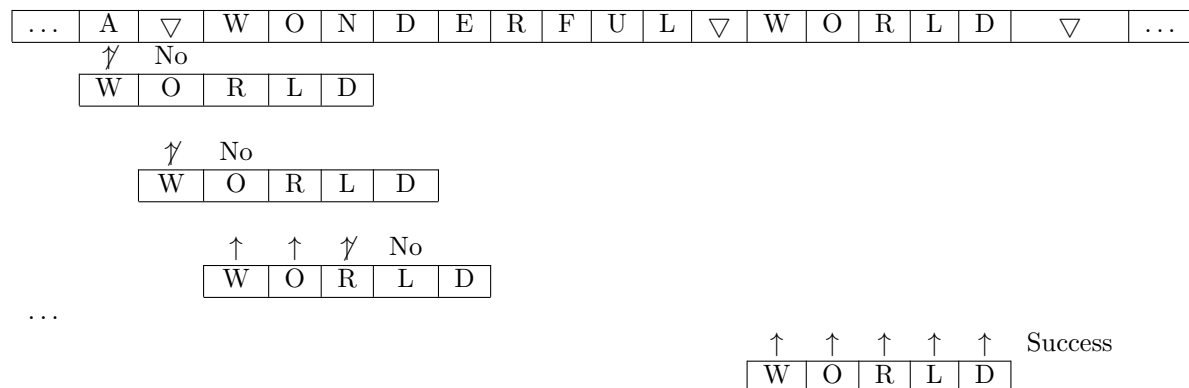 ... A ▽ W O N D E R F U L ▽ W O R L D ▽ ...
↑̸ No
W O R L D
↑̸ No
W O R L D
↑ ↑ ↑̸ No
W O R L D
...
↑ ↑ ↑ ↑ ↑ Success
W O R L D